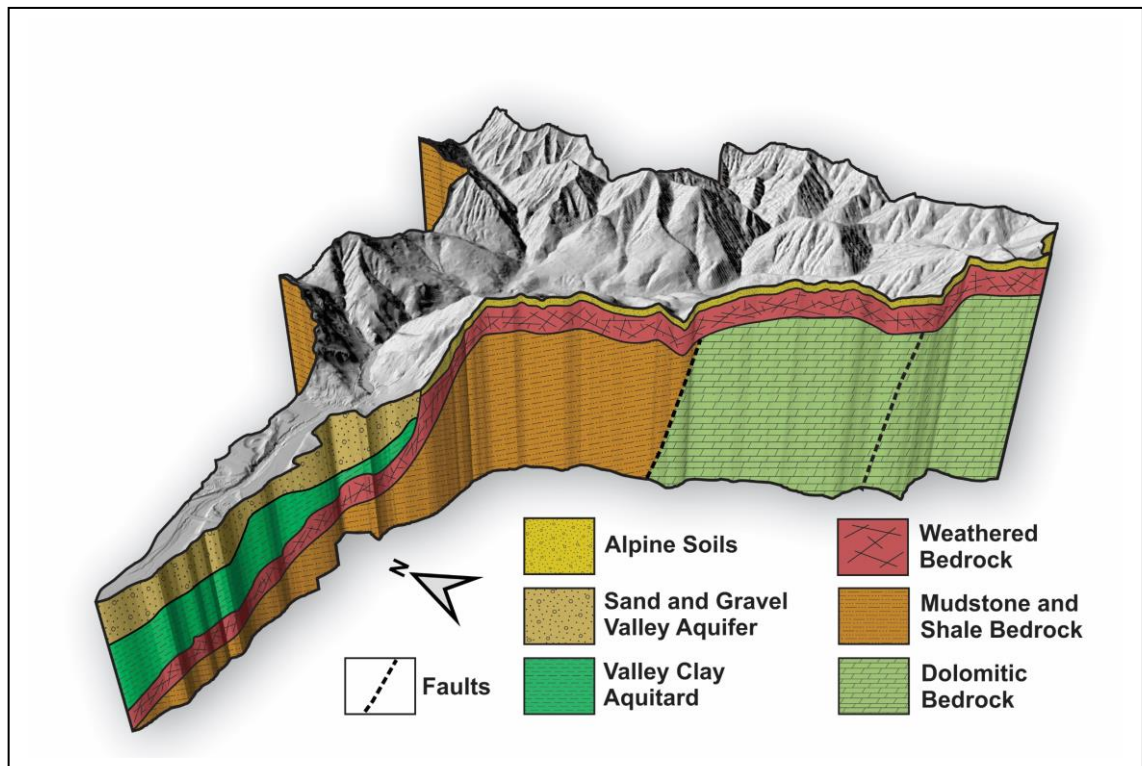 N
Alpine Soils
Sand and Gravel
Valley Aquifer
Valley Clay
Aquitard
Faults
Weathered
Bedrock
Mudstone and
Shale Bedrock
Dolomitic
Bedrock